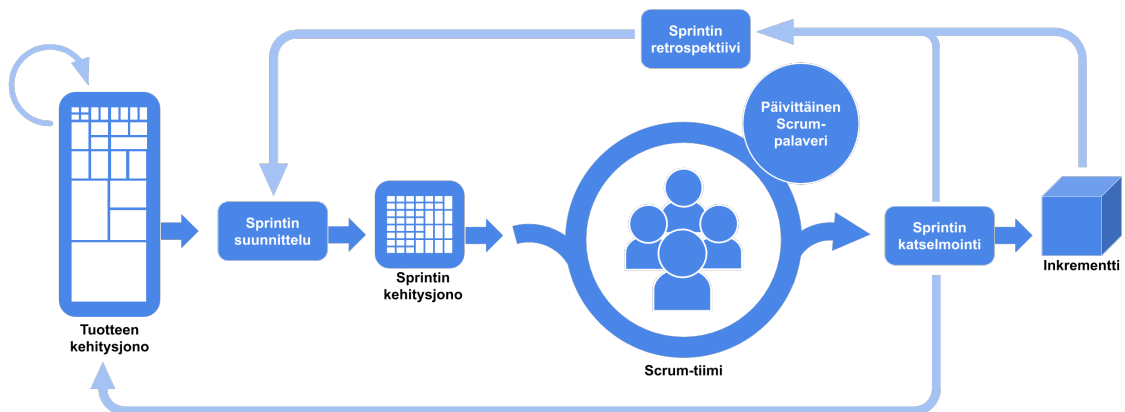 Sprintin
retrospektiivi
Päivittäinen
Scrum-
palaveri
Sprintin
suunnittelu
Sprintin
katselmointi
Inkrementti
Sprintin
kehitysjono
Tuotteen
kehitysjono
Scrum-tiimi